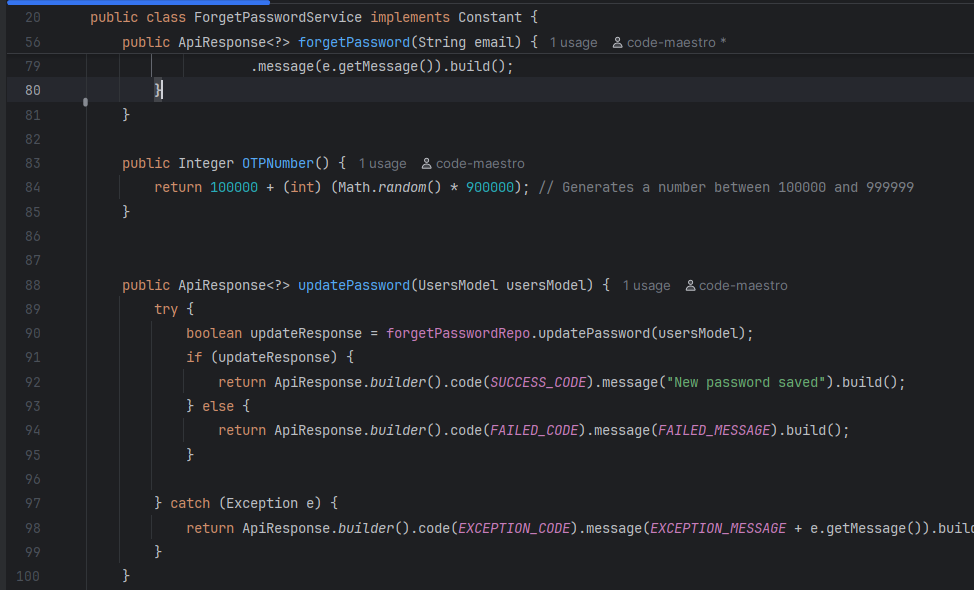 20 public class ForgetPasswordService implements Constant {
56 public ApiResponse<?> forgetPassword(String email) { 1 usage code-maestro *
79 .message(e.getMessage()).build();
80 }
81 }
82
83 public Integer OTPNumber() { 1 usage code-maestro
84 return 100000 + (int) (Math.random() * 900000); // Generates a number between 100000 and 999999
85 }
86
87
88 public ApiResponse<?> updatePassword(UsersModel usersModel) { 1 usage code-maestro
89 try {
90 boolean updateResponse = forgetPasswordRepo.updatePassword(usersModel);
91 if (updateResponse) {
92 return ApiResponse.builder().code(SUCCESS_CODE).message("New password saved").build();
93 } else {
94 return ApiResponse.builder().code(FAILED_CODE).message(FAILED_MESSAGE).build();
95 }
96
97 } catch (Exception e) {
98 return ApiResponse.builder().code(EXCEPTION_CODE).message(EXCEPTION_MESSAGE + e.getMessage()).build
99 }
100 }